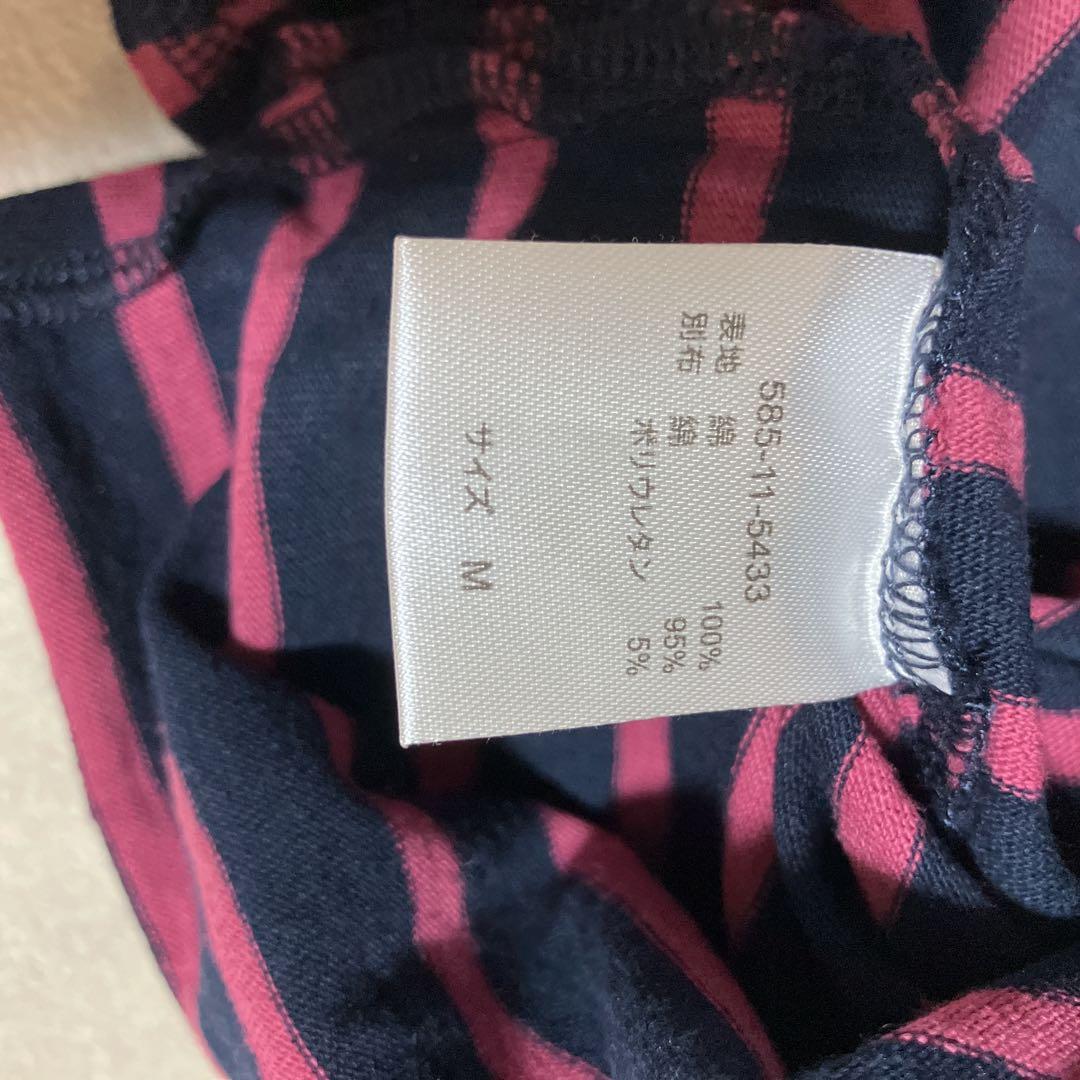 585-11-5433
表地 綿 100%
別布 綿 95%
ポリウレタン 5%
サイズ M